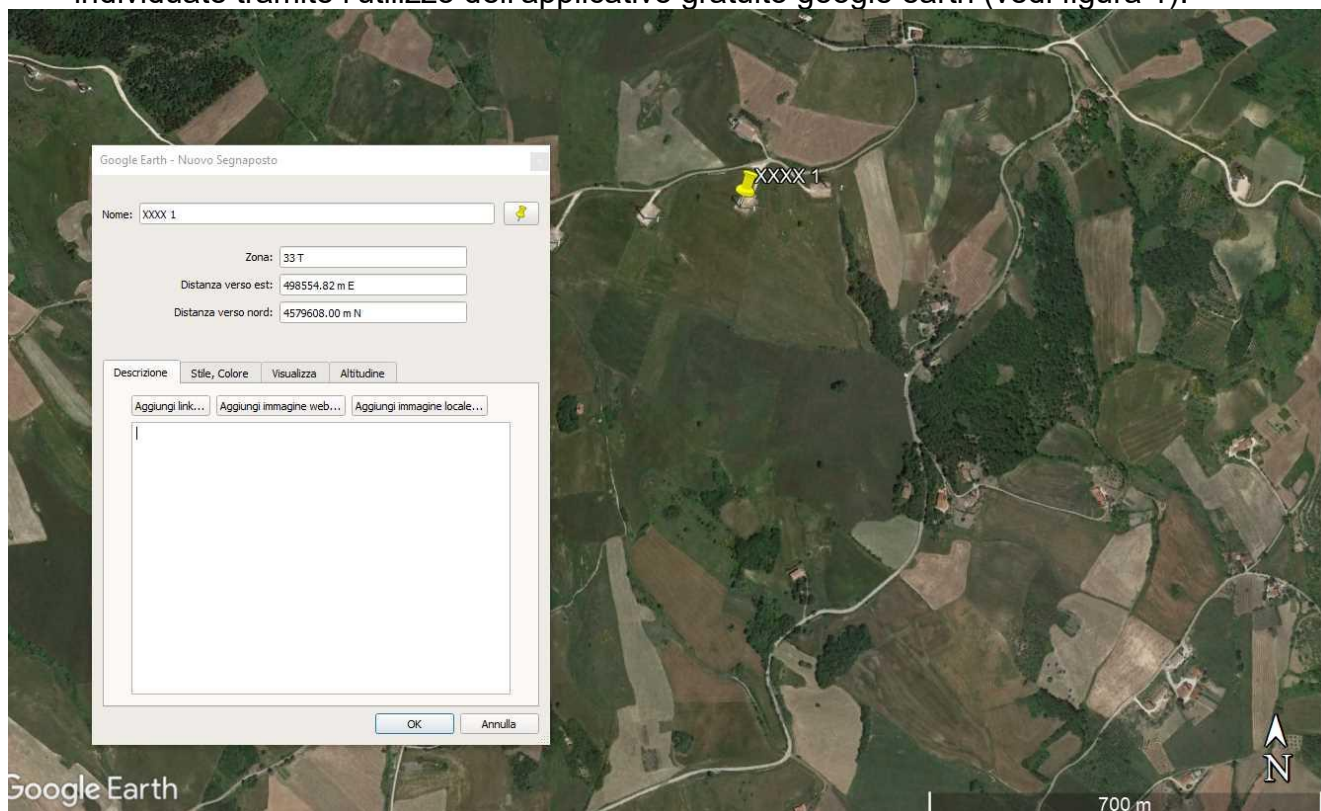 individuato tramite l'utilizzo dell'applicativo gratuito google earth (vedi figura 1).
Google Earth - Nuovo Segnaposto
XXXX 1
Nome: XXXX 1
Zona: 33 T
Distanza verso est: 498554.82 m E
Distanza verso nord: 4579608.00 m N
Descrizione Stile, Colore Visualizza Altitudine
Aggiungi link... Aggiungi immagine web... Aggiungi immagine locale...
OK Annulla
N
Google Earth
700 m